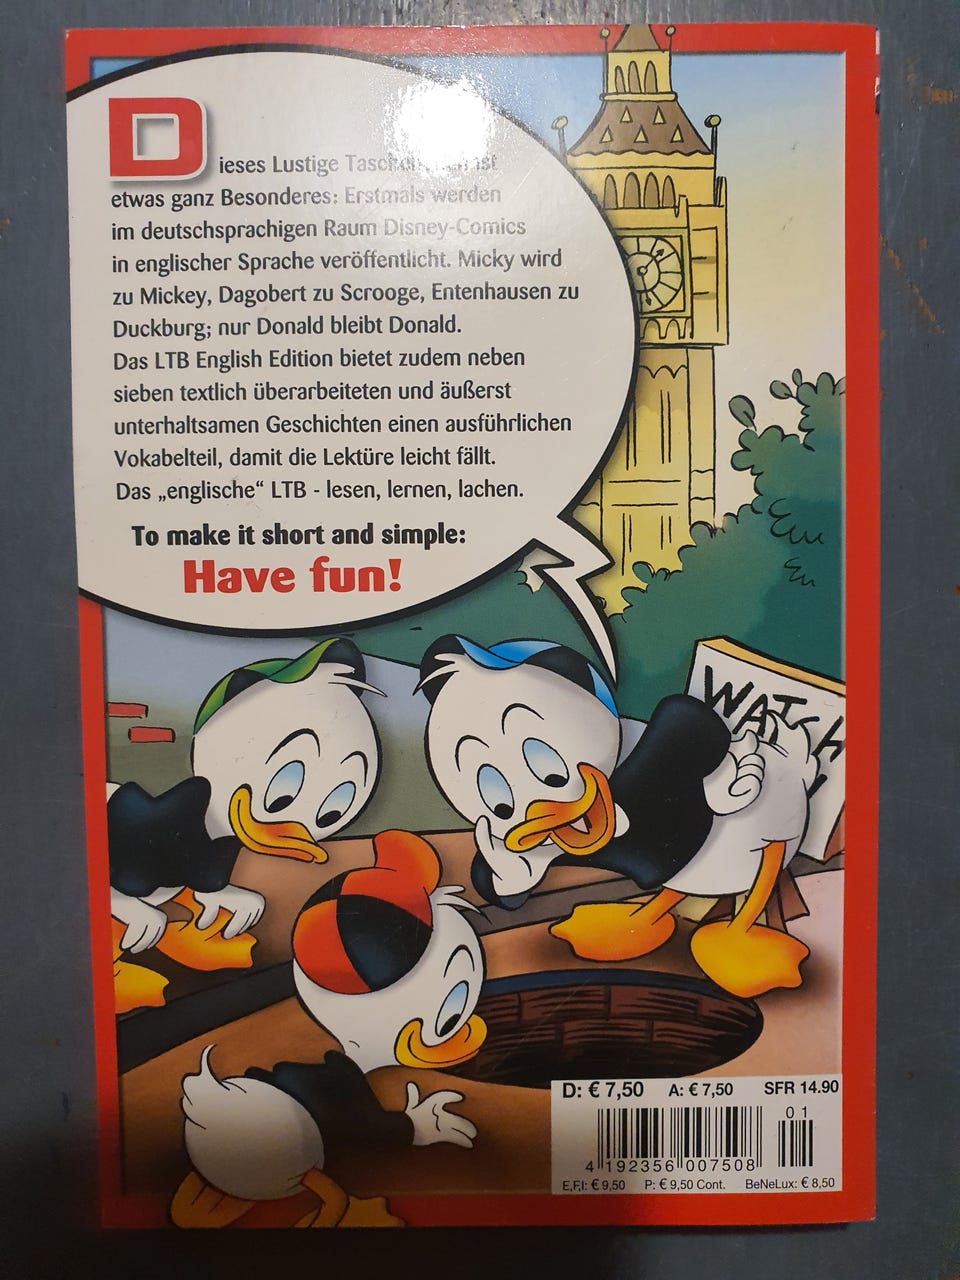 Dieses Lustige Taschenbuch ist
etwas ganz Besonderes: Erstmals werden
im deutschsprachigen Raum Disney-Comics
in englischer Sprache veröffentlicht. Micky wird
zu Mickey, Dagobert zu Scrooge, Entenhausen zu
Duckburg; nur Donald bleibt Donald.
Das LTB English Edition bietet zudem neben
sieben textlich überarbeiteten und äußerst
unterhaltsamen Geschichten einen ausführlichen
Vokabelteil, damit die Lektüre leicht fällt.
Das „englische“ LTB - lesen, lernen, lachen.
To make it short and simple:
Have fun!
WATCH
D: € 7,50 A: € 7,50 SFR 14.90
01
4 192356 007508
E,F,I: € 9,50 P: € 9,50 Cont. BeNeLux: € 8,50